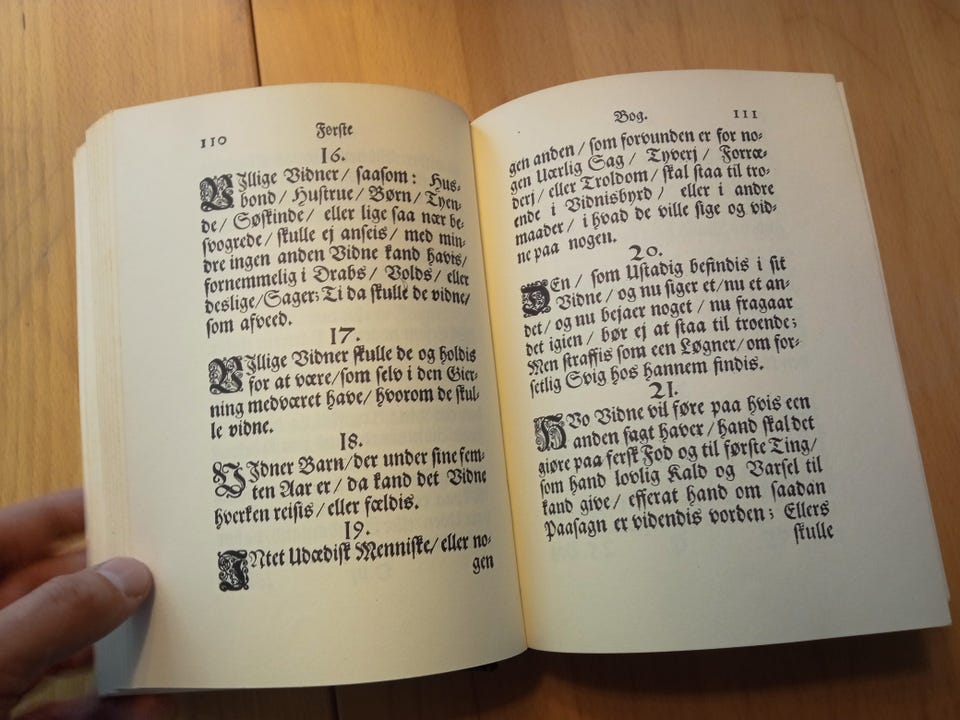 110
Første
16.
VIllige Vidner / saasom: Hus-
bond / Hustrue / Børn / Tyen-
de / Søskinde / eller lige saa nær be-
svogrede / skulle ej anseis / med min-
dre ingen anden Vidne kand havis /
fornemmelig i Drabs / Volds / eller
deslige / Sager; Ti da skulle de vidne /
som afveed.
17.
VIllige Vidner skulle de og holdis
for at være / som selv i den Gier-
ning medværet have / hvorom de skul-
le vidne.
18.
VIdner Barn / der under sine fem-
ten Aar er / da kand det Vidne
hverken reisis / eller fældis.
19.
INtet Udædisk Menniske / eller no-
gen
Bog.
111
gen anden / som forvunden er for no-
gen Uærlig Sag / Tyverj / Forræ-
derj / eller Troldom / skal staa til tro-
ende i Vidnisbyrd / eller i andre
maader / i hvad de ville sige og vid-
ne paa nogen.
20.
DEn / som Ustadig befindis i sit
Vidne / og nu siger et / nu et an-
det / og nu bejaer noget / nu fragaar
det igien / bør ej at staa til troende;
Men straffis som een Løgner / om for-
setlig Svig hos hannem findis.
21.
HVo Vidne vil føre paa hvis een
anden sagt haver / hand skal det
giøre paa fersk Fod og til første Ting /
som hand lovlig Kald og Varsel til
kand give / efferat hand om saadan
Paasagn er videndis vorden; Ellers
skulle